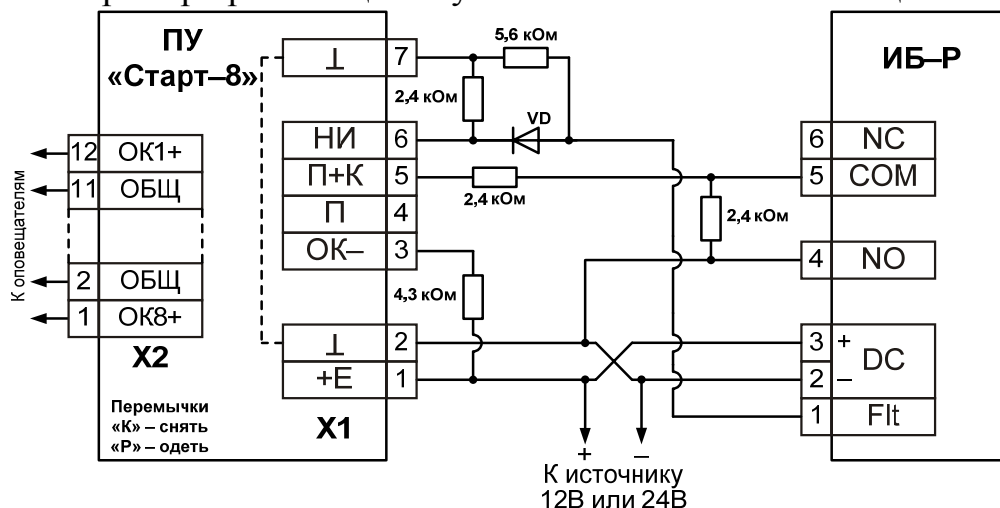 ПУ
«Старт–8»
12 ОК1+
11 ОБЩ
2 ОБЩ
1 ОК8+
X2
К оповещателям
Перемычки
«К» – снять
«Р» – одеть
⊥ 7
НИ 6
П+К 5
П 4
ОК– 3
⊥ 2
+E 1
X1
5,6 кОм
2,4 кОм
VD
2,4 кОм
2,4 кОм
4,3 кОм
+ –
К источнику
12В или 24В
ИБ–Р
6 NC
5 COM
4 NO
3 + DC
2 –
1 Flt